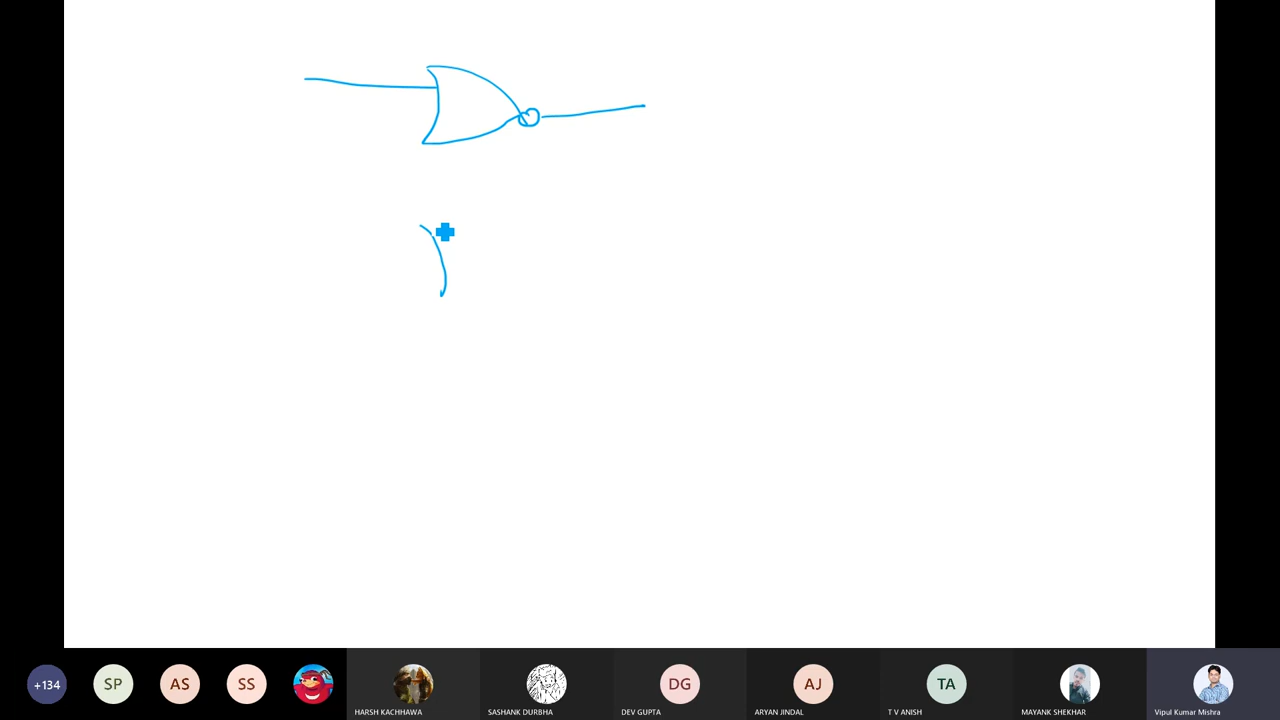 +134 SP AS SS DG AJ TA
HARSH KACHHAWA SASHANK DURBHA DEV GUPTA ARYAN JINDAL T V ANISH MAYANK SHEKHAR Vipul Kumar Mishra